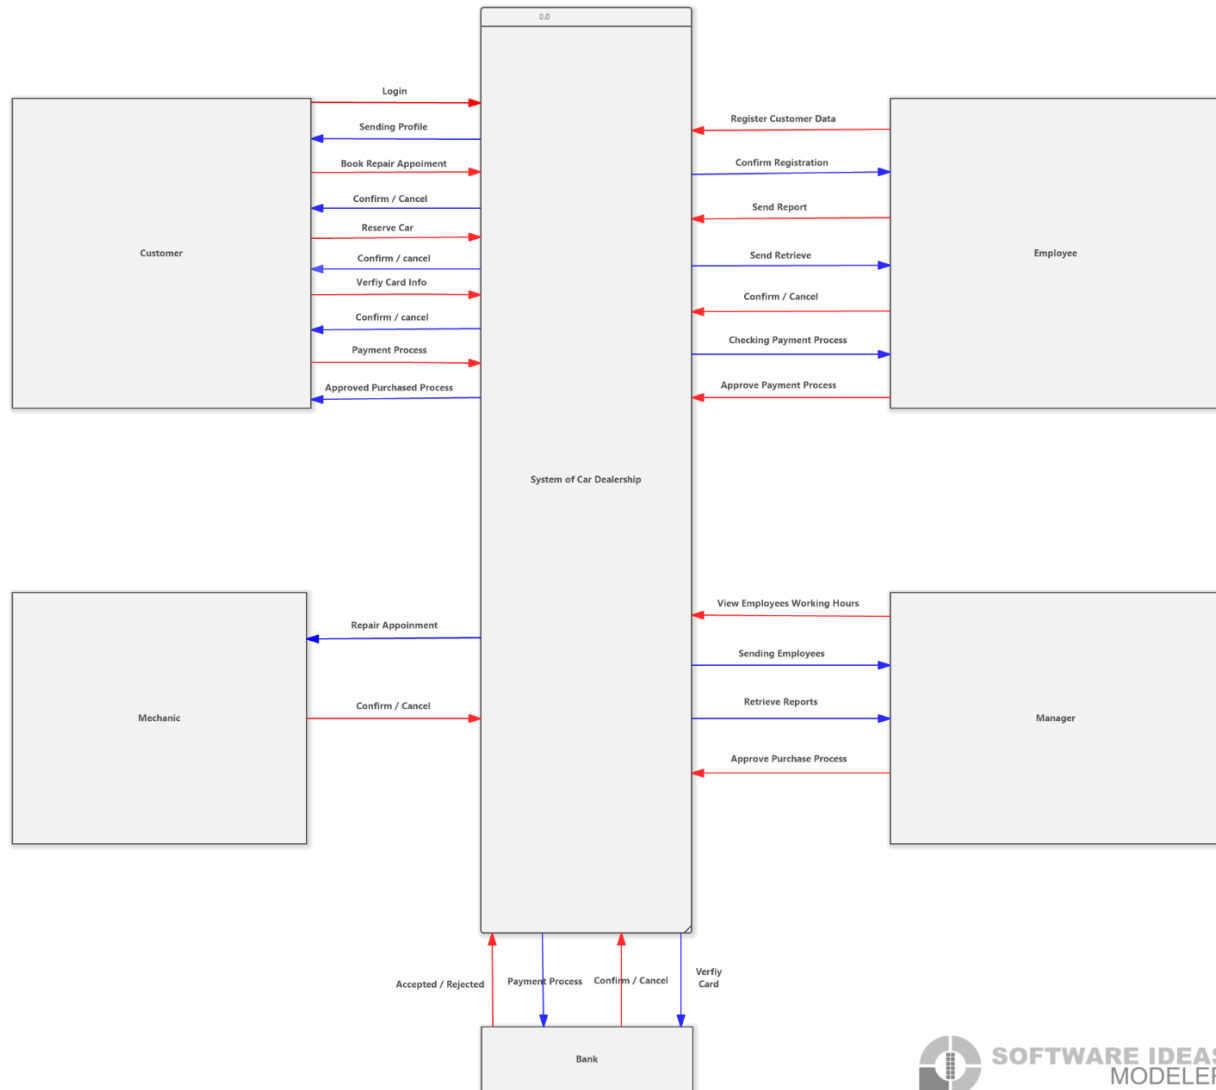 0.0
Login
Sending Profile
Book Repair Appoiment
Confirm / Cancel
Reserve Car
Confirm / cancel
Verfiy Card Info
Confirm / cancel
Payment Process
Approved Purchased Process
Customer
System of Car Dealership
Register Customer Data
Confirm Registration
Send Report
Send Retrieve
Confirm / Cancel
Checking Payment Process
Approve Payment Process
Employee
Repair Appoinment
Confirm / Cancel
Mechanic
View Employees Working Hours
Sending Employees
Retrieve Reports
Approve Purchase Process
Manager
Accepted / Rejected
Payment Process
Confirm / Cancel
Verfiy
Card
Bank
SOFTWARE IDEAS
MODELER